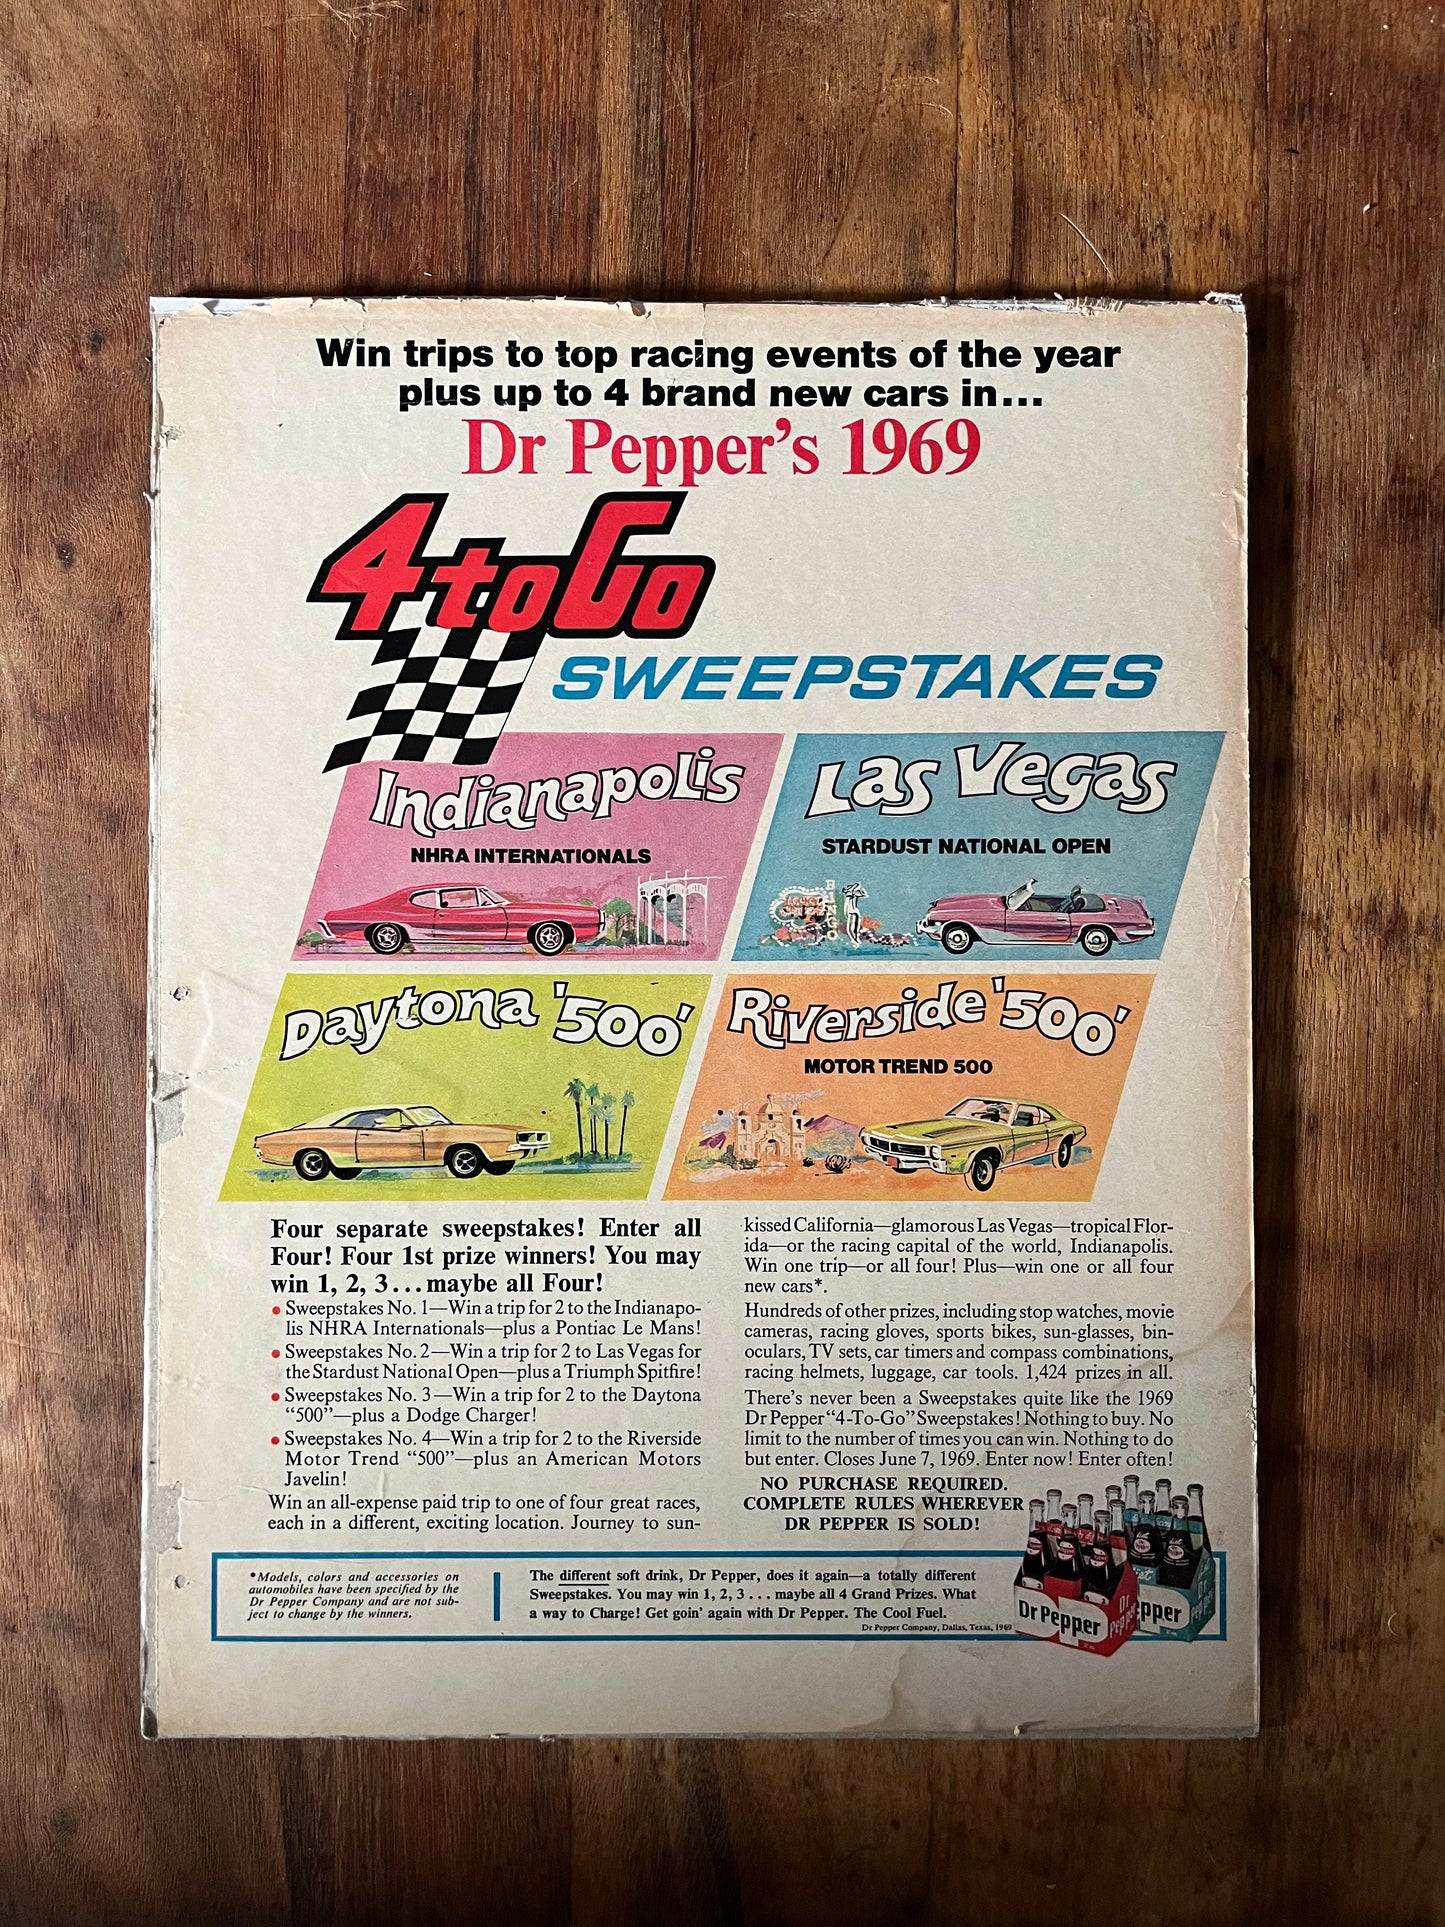 Win trips to top racing events of the year
plus up to 4 brand new cars in...
Dr Pepper's 1969
4 to Go
SWEEPSTAKES
Indianapolis
NHRA INTERNATIONALS
Las Vegas
STARDUST NATIONAL OPEN
Daytona '500'
Riverside '500'
MOTOR TREND 500
Four separate sweepstakes! Enter all
Four! Four 1st prize winners! You may
win 1, 2, 3...maybe all Four!
• Sweepstakes No. 1—Win a trip for 2 to the Indianapo-
lis NHRA Internationals—plus a Pontiac Le Mans!
• Sweepstakes No. 2—Win a trip for 2 to Las Vegas for
the Stardust National Open—plus a Triumph Spitfire!
• Sweepstakes No. 3—Win a trip for 2 to the Daytona
"500"—plus a Dodge Charger!
• Sweepstakes No. 4—Win a trip for 2 to the Riverside
Motor Trend "500"—plus an American Motors
Javelin!
Win an all-expense paid trip to one of four great races,
each in a different, exciting location. Journey to sun-
kissed California—glamorous Las Vegas—tropical Flor-
ida—or the racing capital of the world, Indianapolis.
Win one trip—or all four! Plus—win one or all four
new cars*.
Hundreds of other prizes, including stop watches, movie
cameras, racing gloves, sports bikes, sun-glasses, bin-
oculars, TV sets, car timers and compass combinations,
racing helmets, luggage, car tools. 1,424 prizes in all.
There's never been a Sweepstakes quite like the 1969
Dr Pepper "4-To-Go" Sweepstakes! Nothing to buy. No
limit to the number of times you can win. Nothing to do
but enter. Closes June 7, 1969. Enter now! Enter often!
NO PURCHASE REQUIRED.
COMPLETE RULES WHEREVER
DR PEPPER IS SOLD!
*Models, colors and accessories on
automobiles have been specified by the
Dr Pepper Company and are not sub-
ject to change by the winners.
The different soft drink, Dr Pepper, does it again—a totally different
Sweepstakes. You may win 1, 2, 3 . . . maybe all 4 Grand Prizes. What
a way to Charge! Get goin' again with Dr Pepper. The Cool Fuel.
Dr Pepper Company, Dallas, Texas, 1969
Dr Pepper
Dr
Pepper
epper